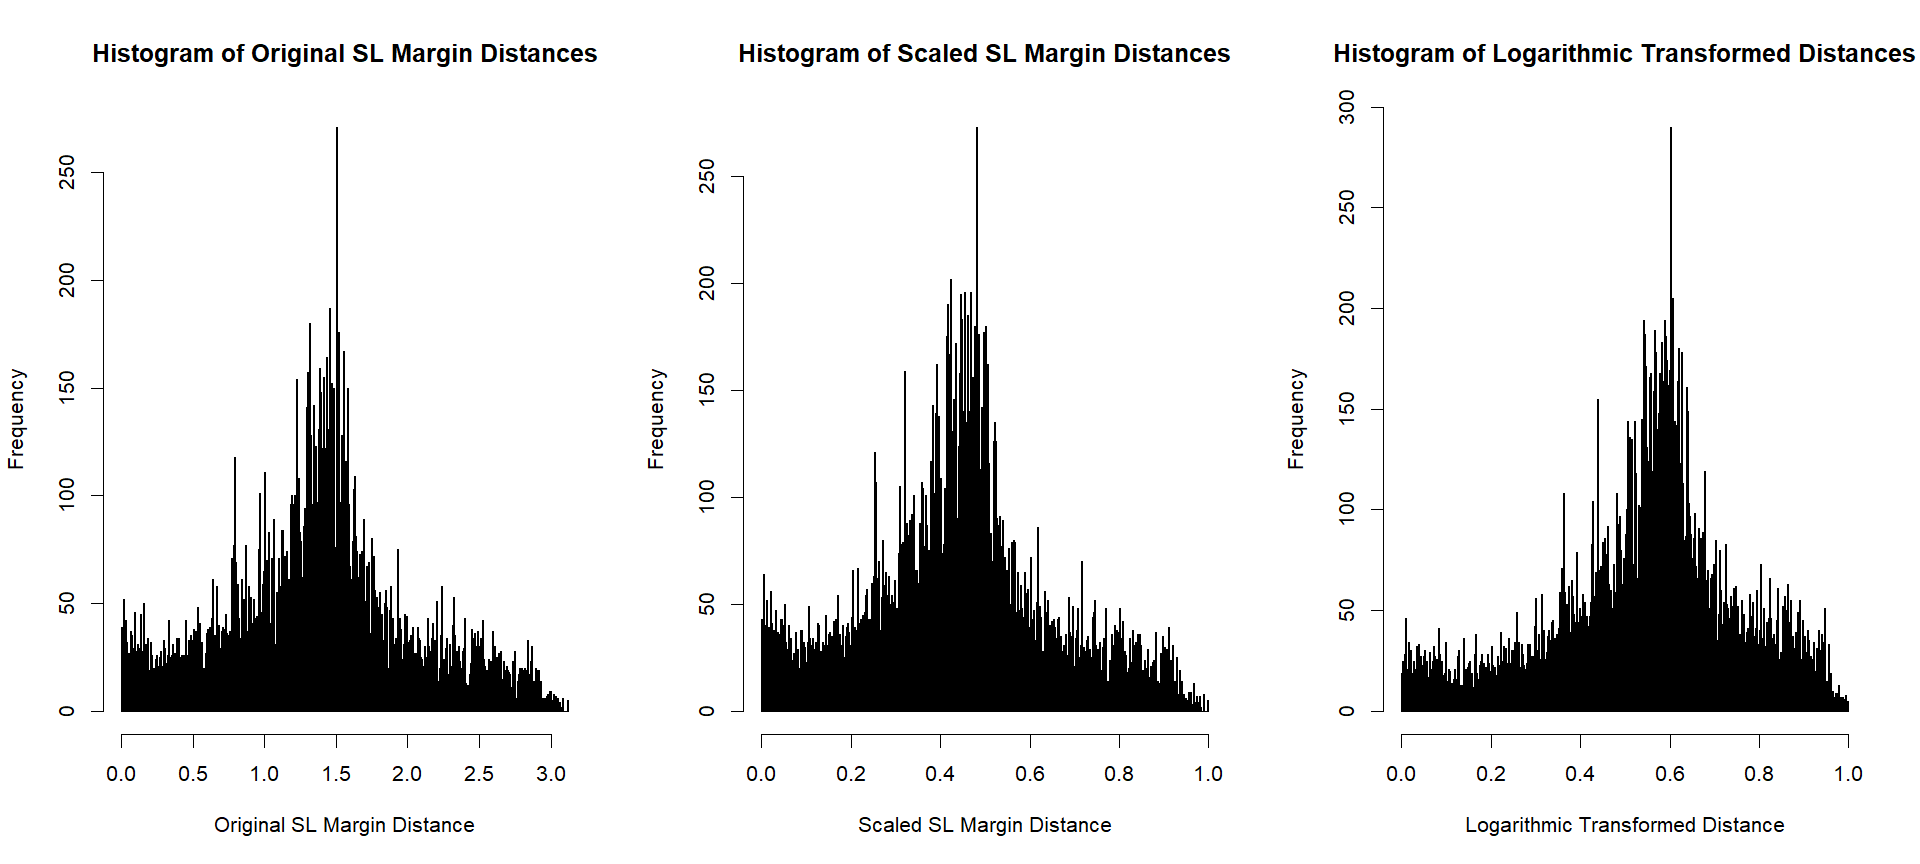 Histogram of Original SL Margin Distances
Frequency
0 50 100 150 200 250
0.0 0.5 1.0 1.5 2.0 2.5 3.0
Original SL Margin Distance
Histogram of Scaled SL Margin Distances
Frequency
0 50 100 150 200 250
0.0 0.2 0.4 0.6 0.8 1.0
Scaled SL Margin Distance
Histogram of Logarithmic Transformed Distances
Frequency
0 50 100 150 200 250 300
0.0 0.2 0.4 0.6 0.8 1.0
Logarithmic Transformed Distance